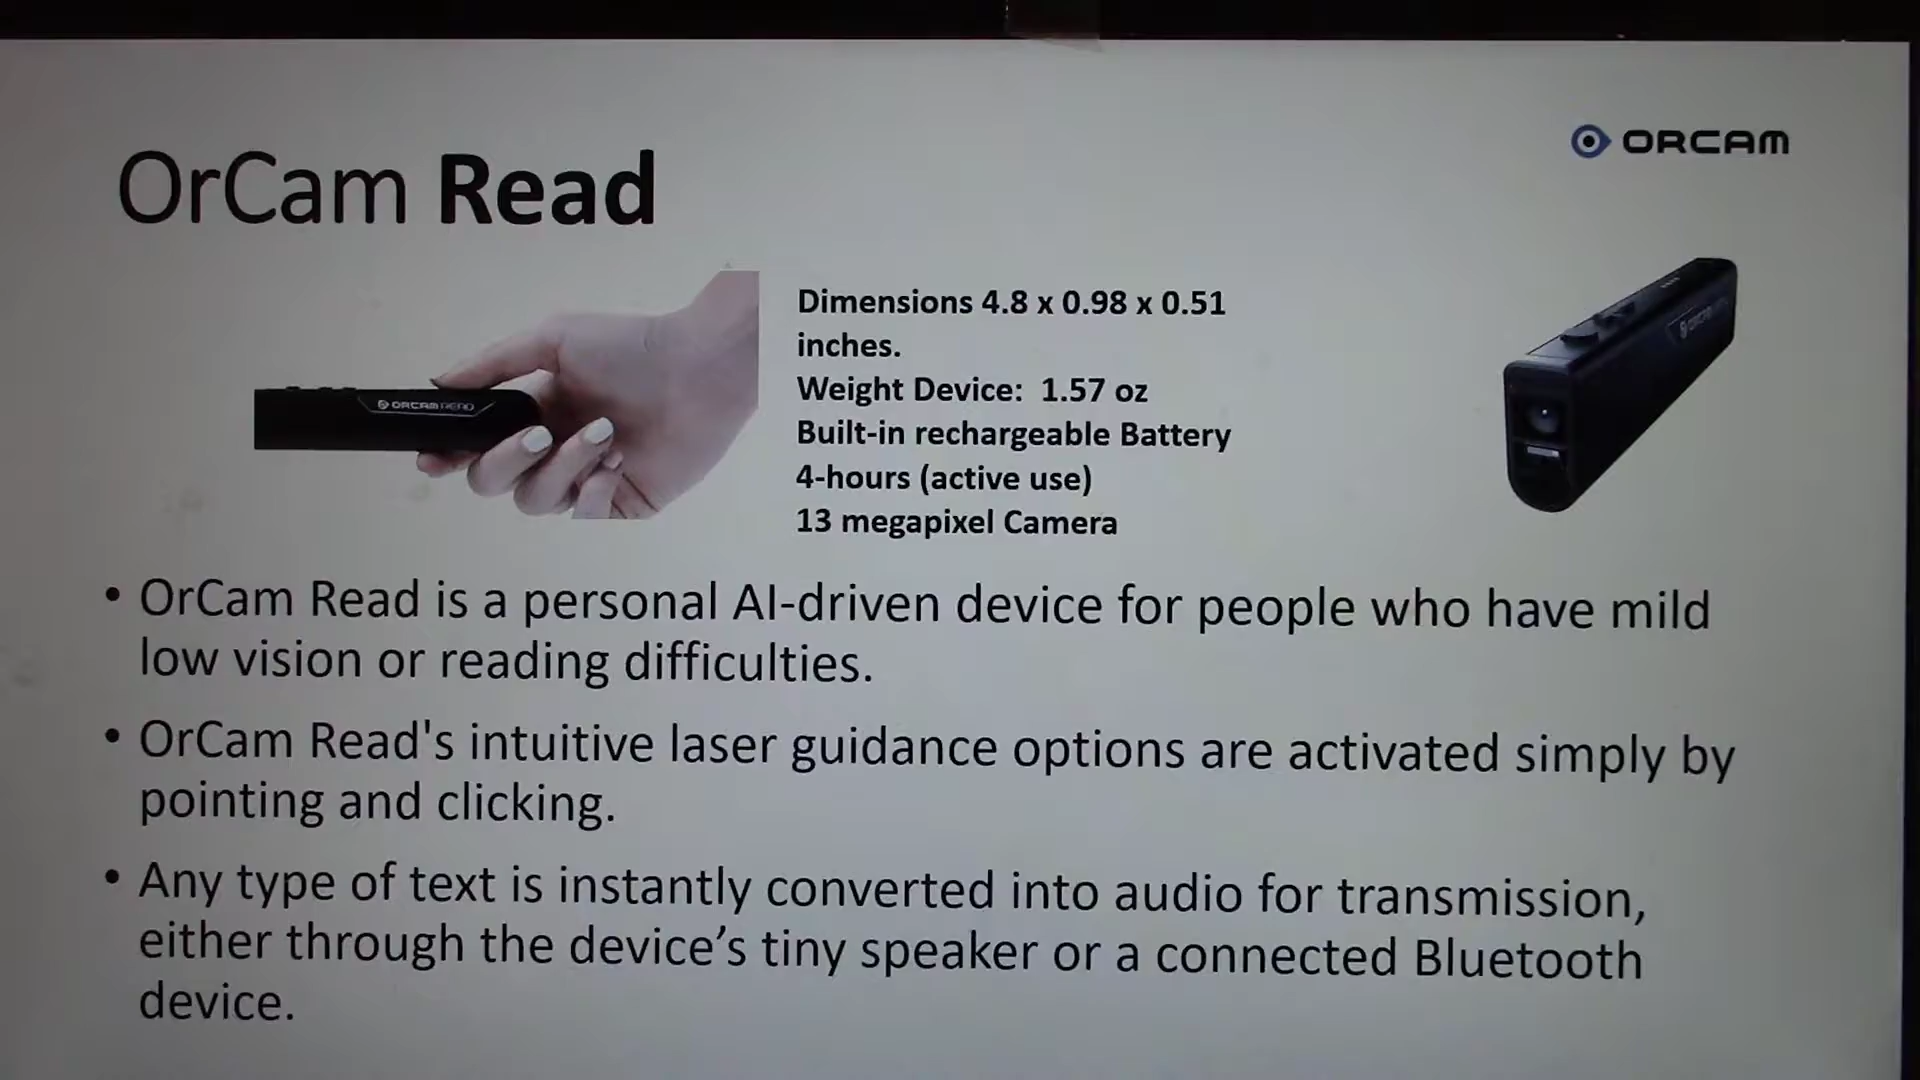 ORCAM
OrCam Read
ORCAM READ
Dimensions 4.8 x 0.98 x 0.51
inches.
Weight Device: 1.57 oz
Built-in rechargeable Battery
4-hours (active use)
13 megapixel Camera
• OrCam Read is a personal AI-driven device for people who have mild
low vision or reading difficulties.
• OrCam Read's intuitive laser guidance options are activated simply by
pointing and clicking.
• Any type of text is instantly converted into audio for transmission,
either through the device’s tiny speaker or a connected Bluetooth
device.